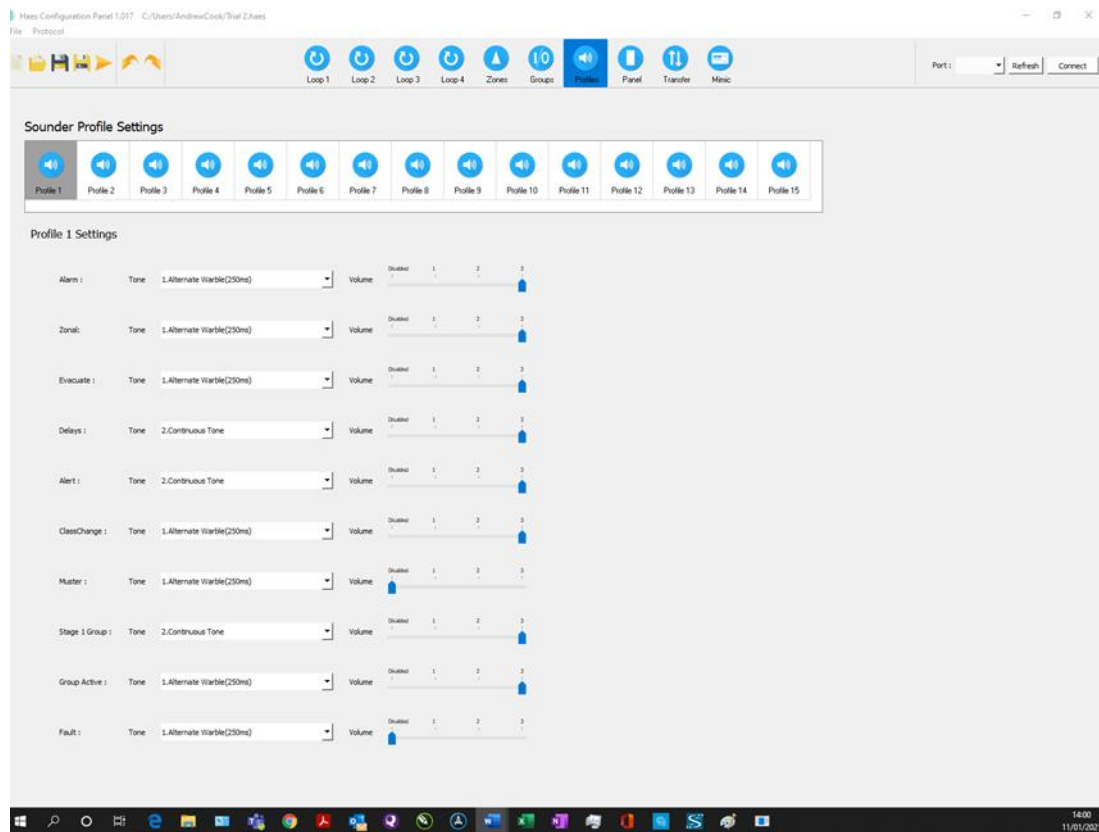 Haes Configuration Panel 1.017 C:/Users/AndrewCook/Trial 2.haes
File Protocol
Loop 1 Loop 2 Loop 3 Loop 4 Zones Groups Profiles Panel Transfer Mimic
Port : Refresh Connect
Sounder Profile Settings
Profile 1 Profile 2 Profile 3 Profile 4 Profile 5 Profile 6 Profile 7 Profile 8 Profile 9 Profile 10 Profile 11 Profile 12 Profile 13 Profile 14 Profile 15
Profile 1 Settings
Disabled 1 2 3
Alarm : Tone 1.Alternate Warble(250ms) Volume
Disabled 1 2 3
Zonal: Tone 1.Alternate Warble(250ms) Volume
Disabled 1 2 3
Evacuate : Tone 1.Alternate Warble(250ms) Volume
Disabled 1 2 3
Delays : Tone 2.Continuous Tone Volume
Disabled 1 2 3
Alert : Tone 2.Continuous Tone Volume
Disabled 1 2 3
ClassChange : Tone 1.Alternate Warble(250ms) Volume
Disabled 1 2 3
Muster : Tone 1.Alternate Warble(250ms) Volume
Disabled 1 2 3
Stage 1 Group : Tone 2.Continuous Tone Volume
Disabled 1 2 3
Group Active : Tone 1.Alternate Warble(250ms) Volume
Disabled 1 2 3
Fault : Tone 1.Alternate Warble(250ms) Volume
14:00
11/01/202